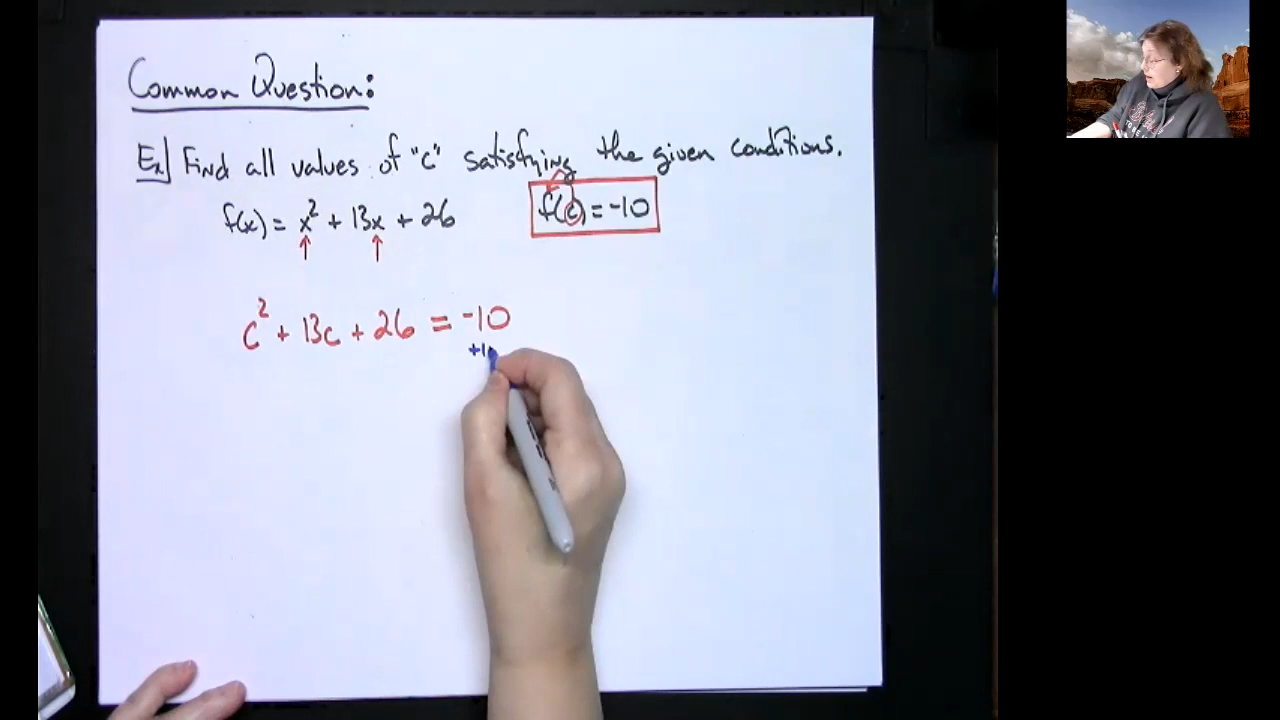 Common Question:
Ex] Find all values of "c" satisfying the given conditions.
f(x) = x² + 13x + 26 f(c) = -10
↑ ↑
c² + 13c + 26 = -10
+1